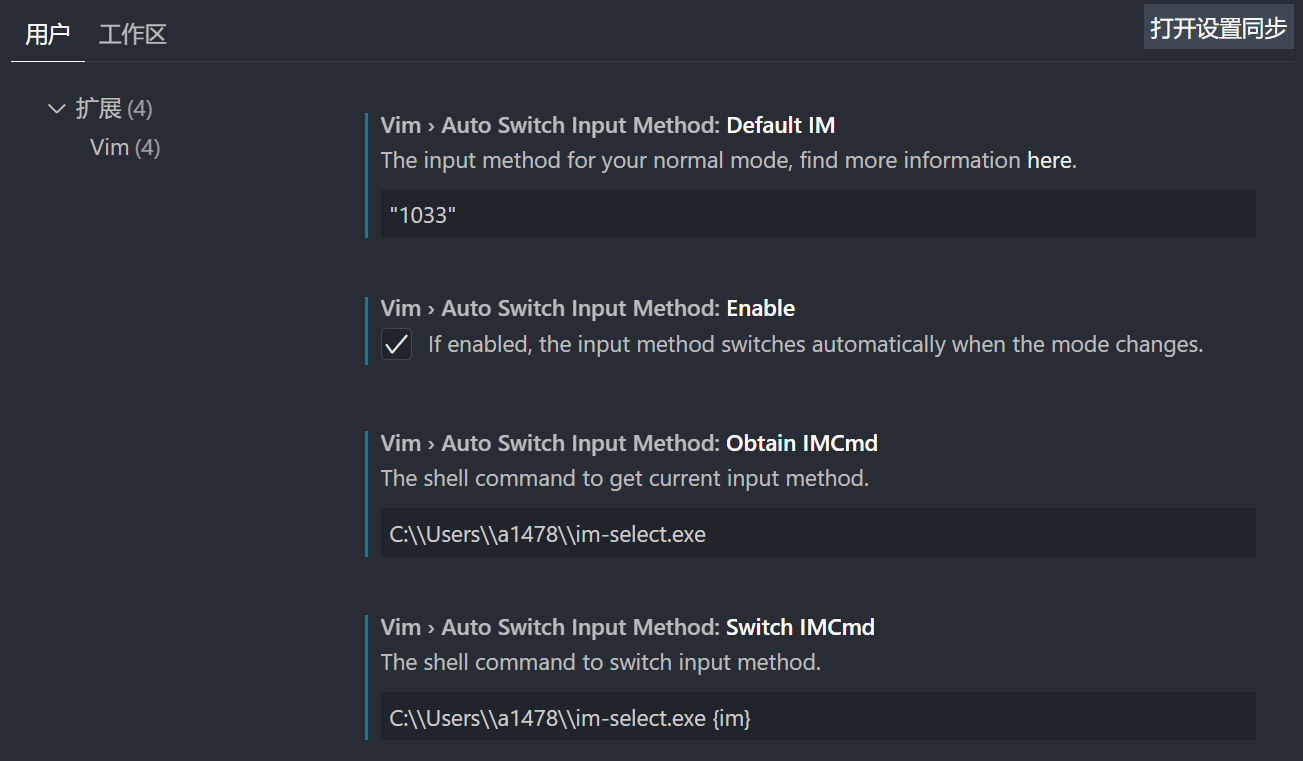 用户 工作区 打开设置同步
扩展 (4)
Vim (4)
Vim › Auto Switch Input Method: Default IM
The input method for your normal mode, find more information here.
"1033"
Vim › Auto Switch Input Method: Enable
If enabled, the input method switches automatically when the mode changes.
Vim › Auto Switch Input Method: Obtain IMCmd
The shell command to get current input method.
C:\\Users\\a1478\\im-select.exe
Vim › Auto Switch Input Method: Switch IMCmd
The shell command to switch input method.
C:\\Users\\a1478\\im-select.exe {im}